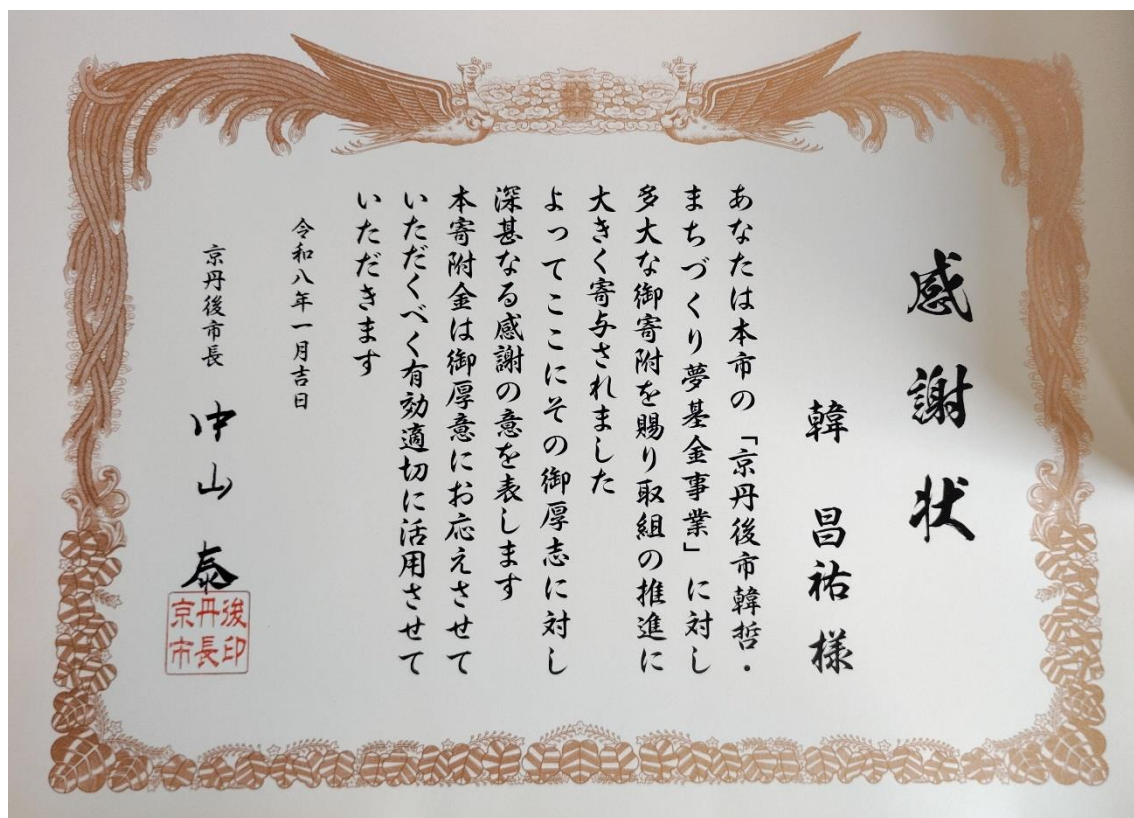 感謝状
韓 昌祐 様
あなたは本市の「京丹後市韓哲・
まちづくり夢基金事業」に対し
多大な御寄附を賜り取組の推進に
大きく寄与されました
よってここにその御厚志に対し
深甚なる感謝の意を表します
本寄附金は御厚意にお応えさせて
いただくべく有効適切に活用させて
いただきます
令和八年一月吉日
京丹後市長 中山 泰
京丹後
市長印